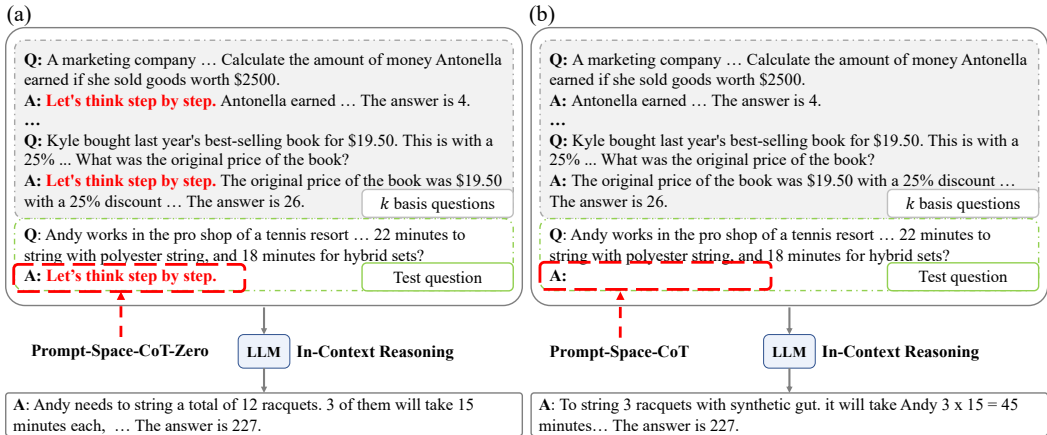 (a)
Q: A marketing company … Calculate the amount of money Antonella
earned if she sold goods worth $2500.
A: Let's think step by step. Antonella earned … The answer is 4.
…
Q: Kyle bought last year's best-selling book for $19.50. This is with a
25% ... What was the original price of the book?
A: Let's think step by step. The original price of the book was $19.50
with a 25% discount … The answer is 26.
k basis questions
Q: Andy works in the pro shop of a tennis resort … 22 minutes to
string with polyester string, and 18 minutes for hybrid sets?
A: Let's think step by step.
Test question
Prompt-Space-CoT-Zero
LLM
In-Context Reasoning
A: Andy needs to string a total of 12 racquets. 3 of them will take 15
minutes each, … The answer is 227.
(b)
Q: A marketing company … Calculate the amount of money Antonella
earned if she sold goods worth $2500.
A: Antonella earned … The answer is 4.
…
Q: Kyle bought last year's best-selling book for $19.50. This is with a
25% ... What was the original price of the book?
A: The original price of the book was $19.50 with a 25% discount …
The answer is 26.
k basis questions
Q: Andy works in the pro shop of a tennis resort … 22 minutes to
string with polyester string, and 18 minutes for hybrid sets?
A:
Test question
Prompt-Space-CoT
LLM
In-Context Reasoning
A: To string 3 racquets with synthetic gut. it will take Andy 3 x 15 = 45
minutes… The answer is 227.